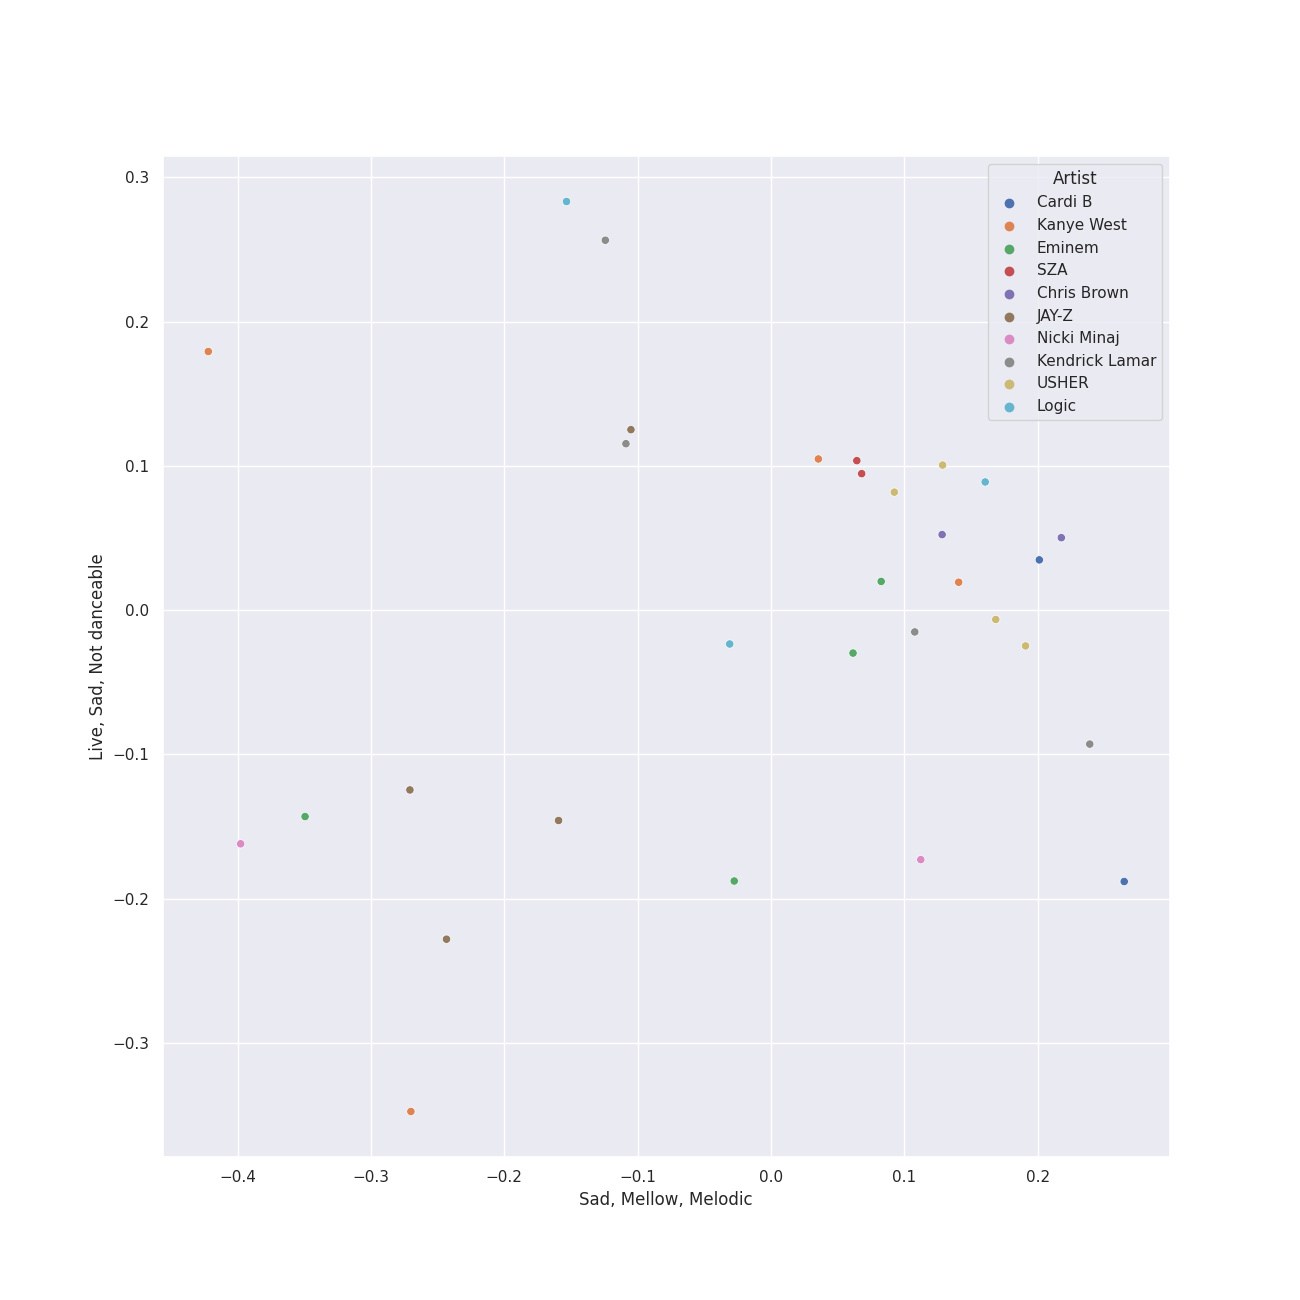 Artist
Cardi B
Kanye West
Eminem
SZA
Chris Brown
JAY-Z
Nicki Minaj
Kendrick Lamar
USHER
Logic
0.3
0.2
0.1
0.0
−0.1
−0.2
−0.3
Live, Sad, Not danceable
−0.4
−0.3
−0.2
−0.1
0.0
0.1
0.2
Sad, Mellow, Melodic